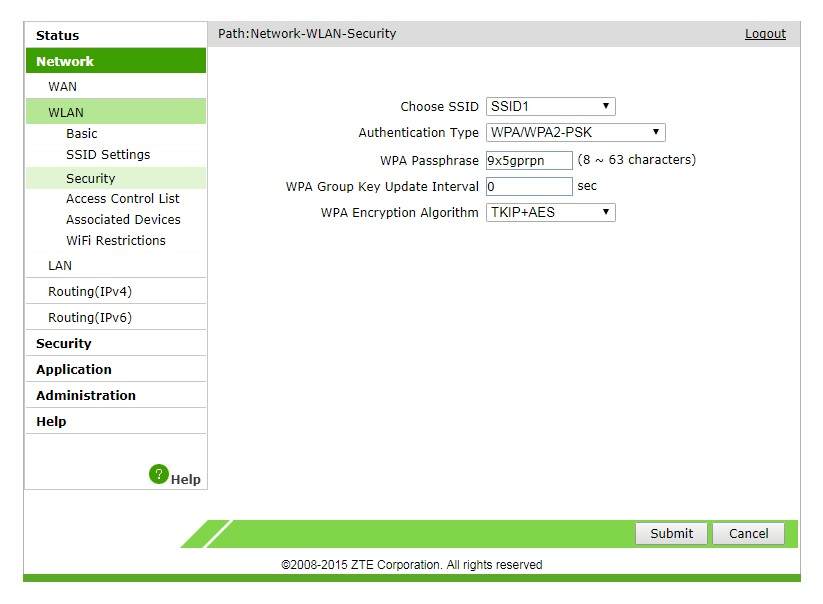 Path:Network-WLAN-Security Logout
Status
Network
WAN
WLAN
Basic
SSID Settings
Security
Access Control List
Associated Devices
WiFi Restrictions
LAN
Routing(IPv4)
Routing(IPv6)
Security
Application
Administration
Help
? Help
Choose SSID SSID1
Authentication Type WPA/WPA2-PSK
WPA Passphrase 9x5gprpn (8 ~ 63 characters)
WPA Group Key Update Interval 0 sec
WPA Encryption Algorithm TKIP+AES
Submit Cancel
©2008-2015 ZTE Corporation. All rights reserved